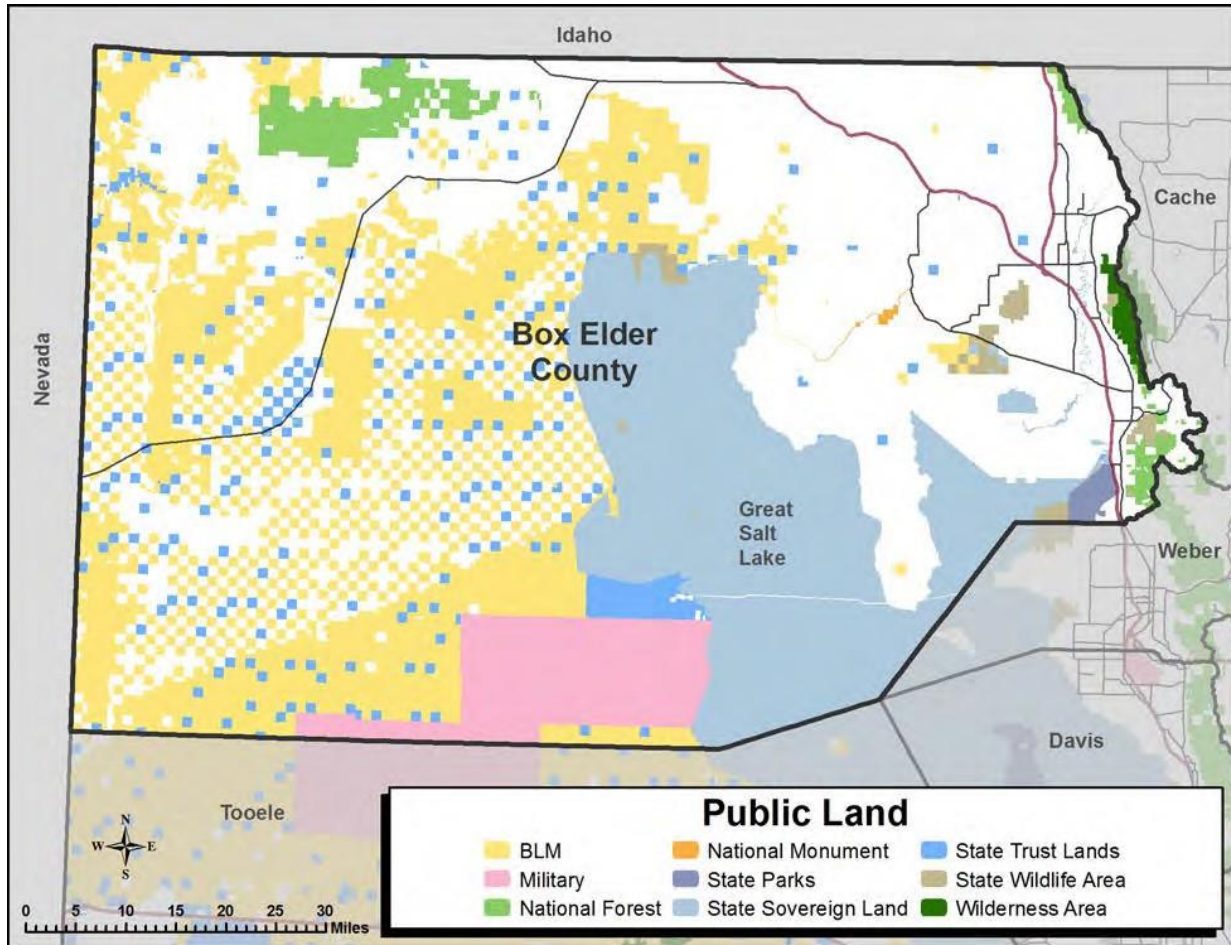 Idaho
Cache
Nevada
Box Elder
County
Great
Salt
Lake
Weber
Davis
Tooele
N
W E
S
0 5 10 15 20 25 30
Miles
Public Land
BLM
National Monument
State Trust Lands
Military
State Parks
State Wildlife Area
National Forest
State Sovereign Land
Wilderness Area